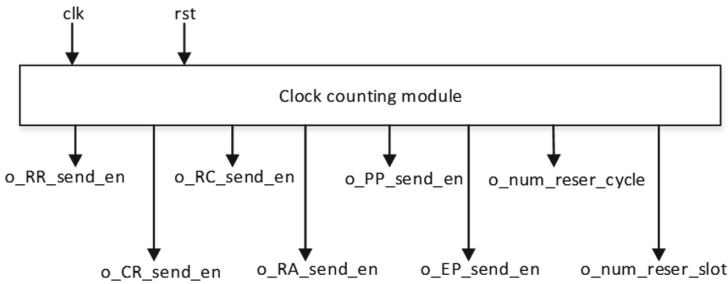 clk rst
Clock counting module
o_RR_send_en o_RC_send_en o_PP_send_en o_num_reser_cycle
o_CR_send_en o_RA_send_en o_EP_send_en o_num_reser_slot